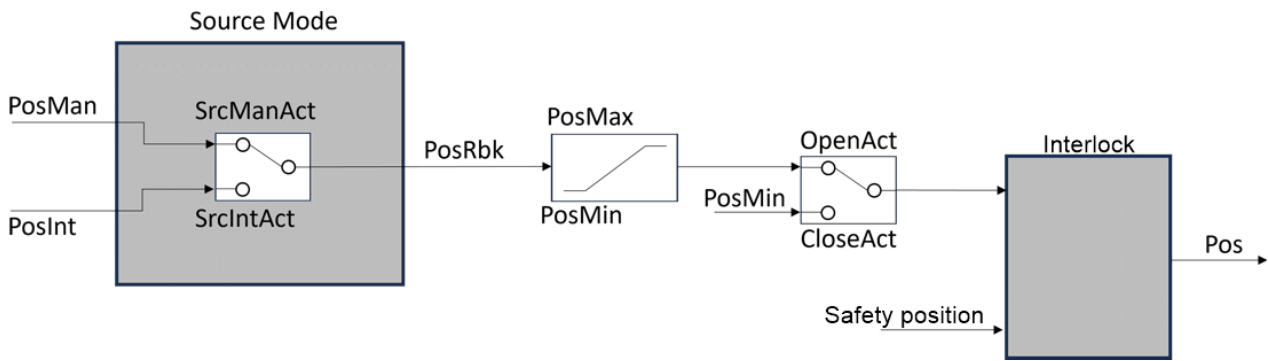 Source Mode
PosMan
SrcManAct
PosInt
SrcIntAct
PosRbk
PosMax
PosMin
OpenAct
PosMin
CloseAct
Interlock
Safety position
Pos